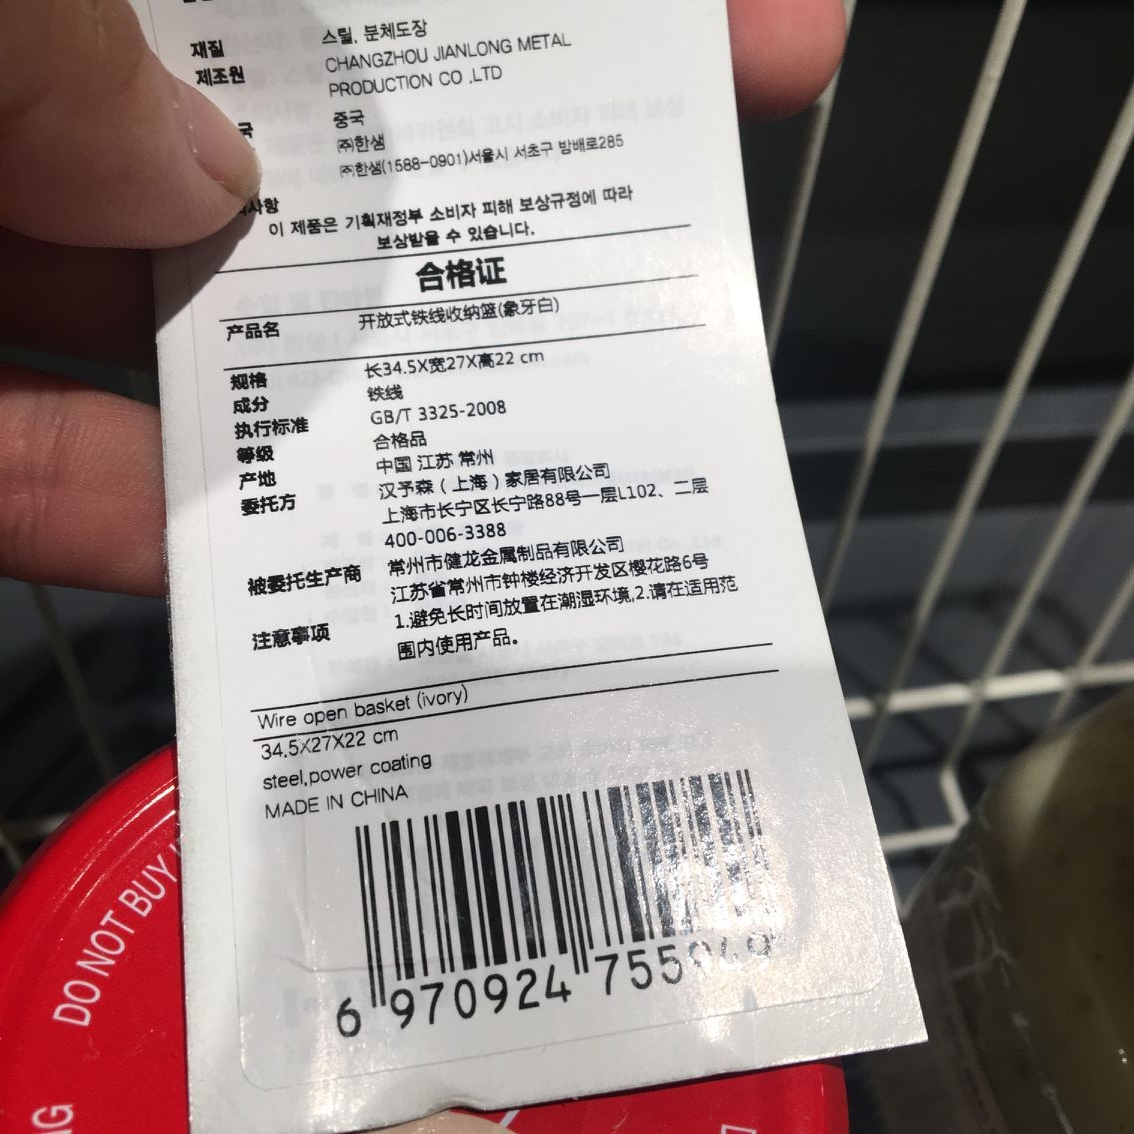 재질 스틸, 분체도장
제조원 CHANGZHOU JIANLONG METAL
PRODUCTION CO .LTD
국 중국
㈜한샘
㈜한샘(1588-0901)서울시 서초구 방배로285
사항
이 제품은 기획재정부 소비자 피해 보상규정에 따라
보상받을 수 있습니다.
合格证
产品名 开放式铁线收纳篮(象牙白)
规格 长34.5X宽27X高22 cm
成分 铁线
执行标准 GB/T 3325-2008
等级 合格品
产地 中国 江苏 常州
委托方 汉予森（上海）家居有限公司
上海市长宁区长宁路88号一层L102、二层
400-006-3388
被委托生产商 常州市健龙金属制品有限公司
江苏省常州市钟楼经济开发区樱花路6号
注意事项 1.避免长时间放置在潮湿环境,2.请在适用范
围内使用产品。
Wire open basket (ivory)
34.5X27X22 cm
steel,power coating
MADE IN CHINA
6 970924 755949
DO NOT BUY